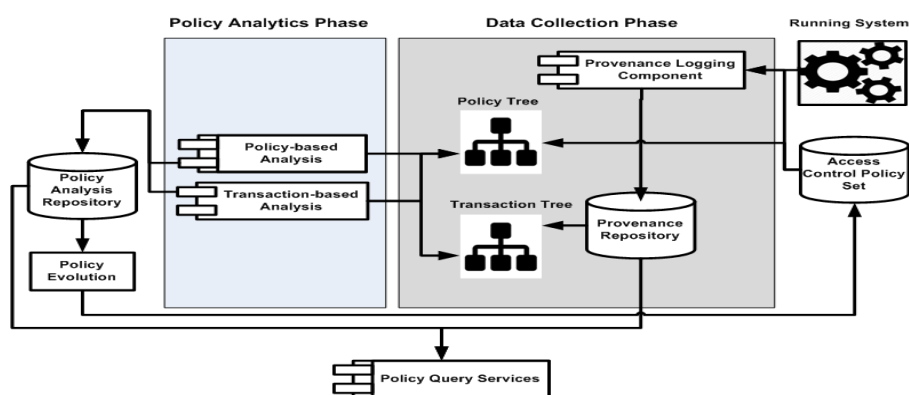 Policy Analytics Phase
Data Collection Phase
Running System
Provenance Logging
Component
Policy Tree
Policy-based
Analysis
Transaction-based
Analysis
Policy
Analysis
Repository
Access
Control Policy
Set
Transaction Tree
Provenance
Repository
Policy
Evolution
Policy Query Services